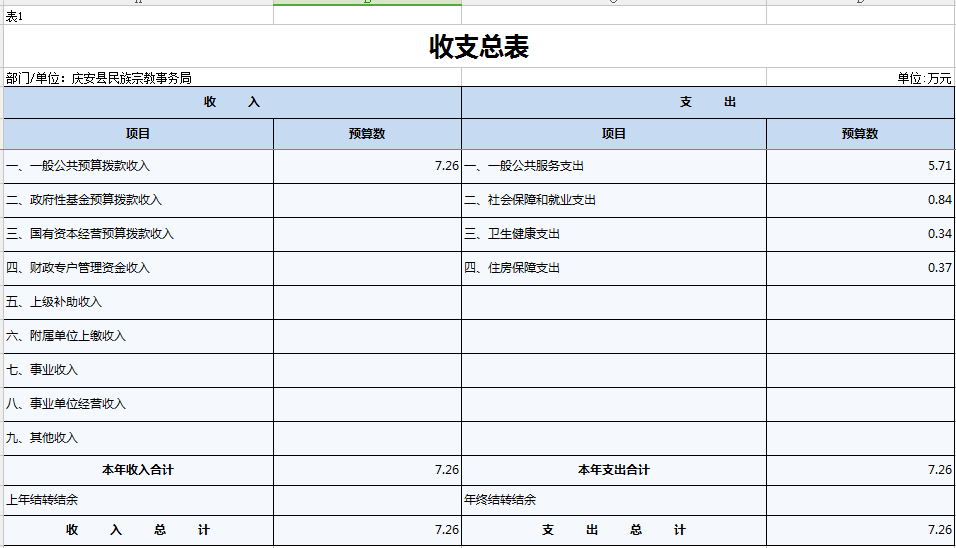 表1
收支总表
部门/单位：庆安县民族宗教事务局 单位:万元
收 入 支 出
项目 预算数 项目 预算数
一、一般公共预算拨款收入 7.26 一、一般公共服务支出 5.71
二、政府性基金预算拨款收入 二、社会保障和就业支出 0.84
三、国有资本经营预算拨款收入 三、卫生健康支出 0.34
四、财政专户管理资金收入 四、住房保障支出 0.37
五、上级补助收入
六、附属单位上缴收入
七、事业收入
八、事业单位经营收入
九、其他收入
本年收入合计 7.26 本年支出合计 7.26
上年结转结余 年终结转结余
收 入 总 计 7.26 支 出 总 计 7.26